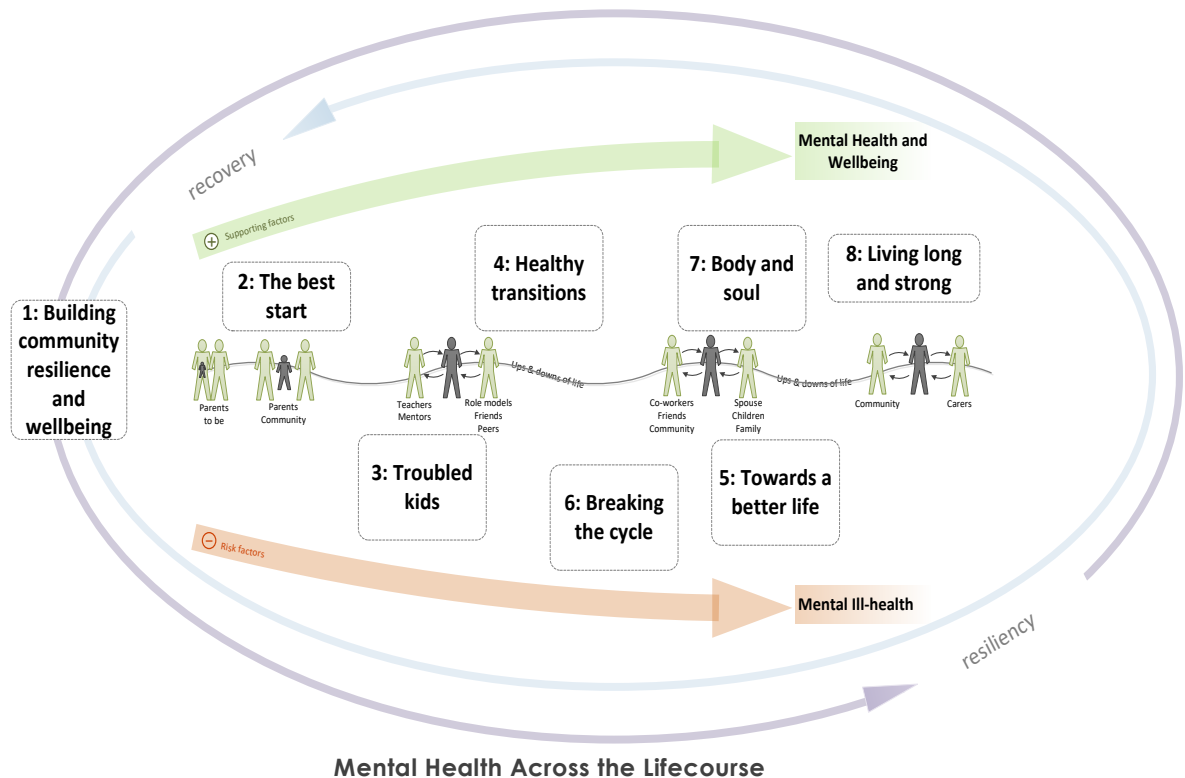 recovery
Mental Health and
Wellbeing
Supporting factors
1: Building
community
resilience
and
wellbeing
2: The best
start
4: Healthy
transitions
7: Body and
soul
8: Living long
and strong
Parents
to be
Parents
Community
Teachers
Mentors
Role models
Friends
Peers
Ups & downs of life
Co-workers
Friends
Community
Spouse
Children
Family
Ups & downs of life
Community
Carers
3: Troubled
kids
6: Breaking
the cycle
5: Towards a
better life
Risk factors
Mental Ill-health
resiliency
Mental Health Across the Lifecourse